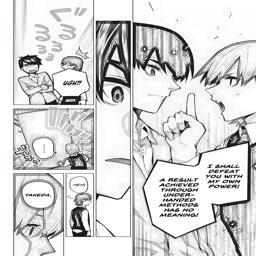 I SHALL
DEFEAT
YOU WITH
MY OWN
POWER!
A RESULT
ACHIEVED
THROUGH
UNDER-
HANDED
METHODS
HAS NO
MEANING!
UGH!!
...
TAKEDA.